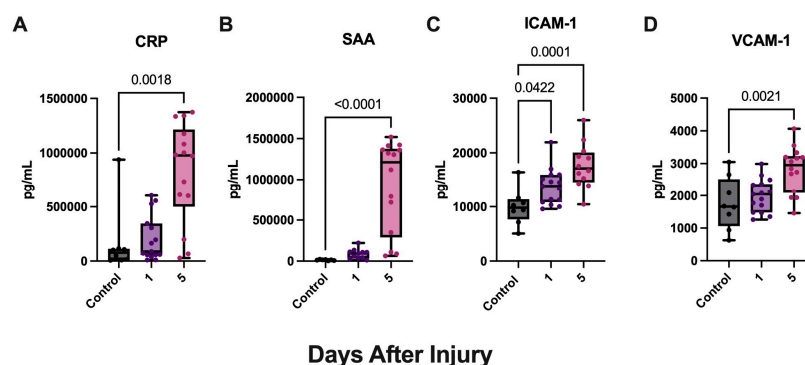 A
CRP
0.0018
1500000
1000000
500000
0
pg/mL
Control
1
5
B
SAA
<0.0001
2000000
1500000
1000000
500000
0
pg/mL
Control
1
5
C
ICAM-1
0.0001
0.0422
30000
20000
10000
0
pg/mL
Control
1
5
D
VCAM-1
0.0021
5000
4000
3000
2000
1000
0
pg/mL
Control
1
5
Days After Injury